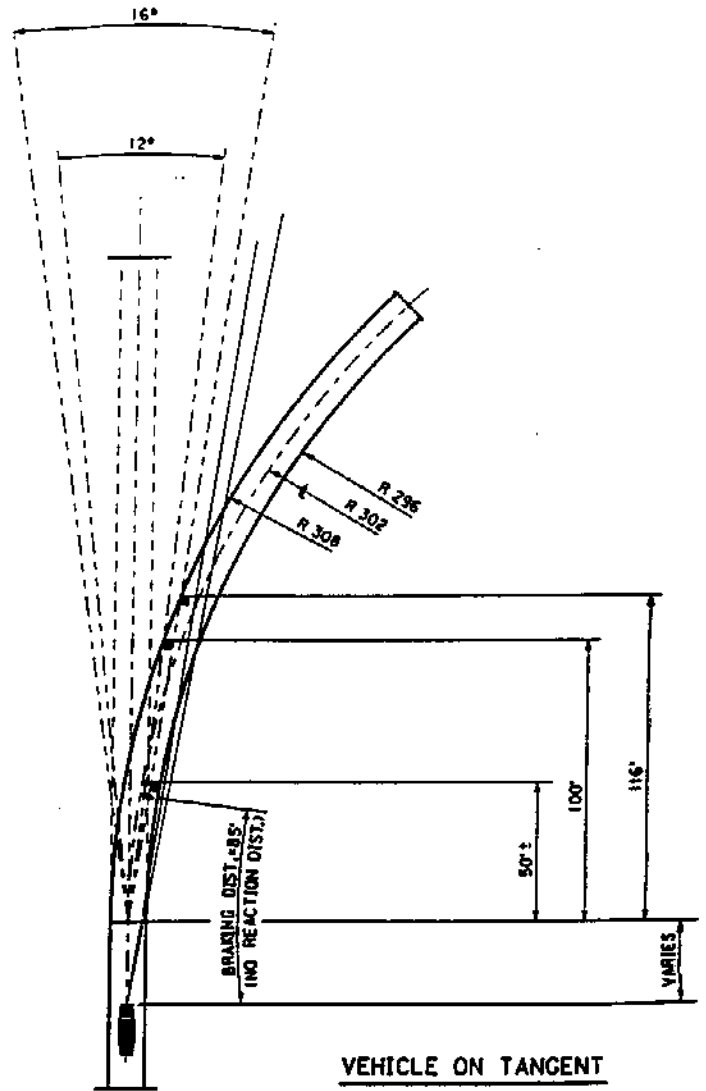 16°
12°
R 296
℄ R 302
R 308
116'
100'
50'±
BRAKING DIST.=85'
(NO REACTION DIST.)
VARIES
VEHICLE ON TANGENT